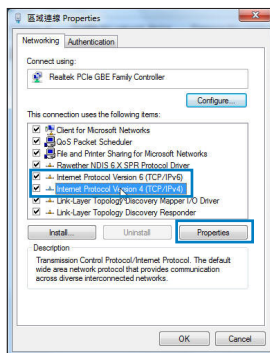 區域連線 Properties
Networking Authentication
Connect using:
Realtek PCIe GBE Family Controller
Configure...
This connection uses the following items:
Client for Microsoft Networks
QoS Packet Scheduler
File and Printer Sharing for Microsoft Networks
Rawether NDIS 6.X SPR Protocol Driver
Internet Protocol Version 6 (TCP/IPv6)
Internet Protocol Version 4 (TCP/IPv4)
Link-Layer Topology Discovery Mapper I/O Driver
Link-Layer Topology Discovery Responder
Install... Uninstall Properties
Description
Transmission Control Protocol/Internet Protocol. The default
wide area network protocol that provides communication
across diverse interconnected networks.
OK Cancel